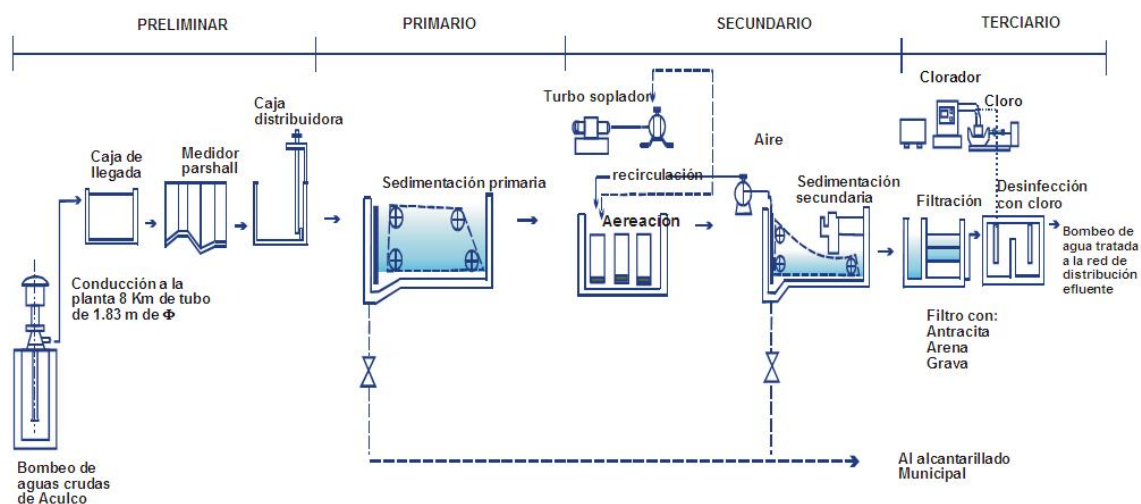 PRELIMINAR
PRIMARIO
SECUNDARIO
TERCIARIO
Caja de
llegada
Medidor
parshall
Caja
distribuidora
Conducción a la
planta 8 Km de tubo
de 1.83 m de Φ
Bombeo de
aguas crudas
de Aculco
Sedimentación primaria
Turbo soplador
recirculación
Aereación
Aire
Sedimentación
secundaria
Clorador
Cloro
Filtración
Desinfección
con cloro
Bombeo de
agua tratada
a la red de
distribución
efluente
Filtro con:
Antracita
Arena
Grava
Al alcantarillado
Municipal